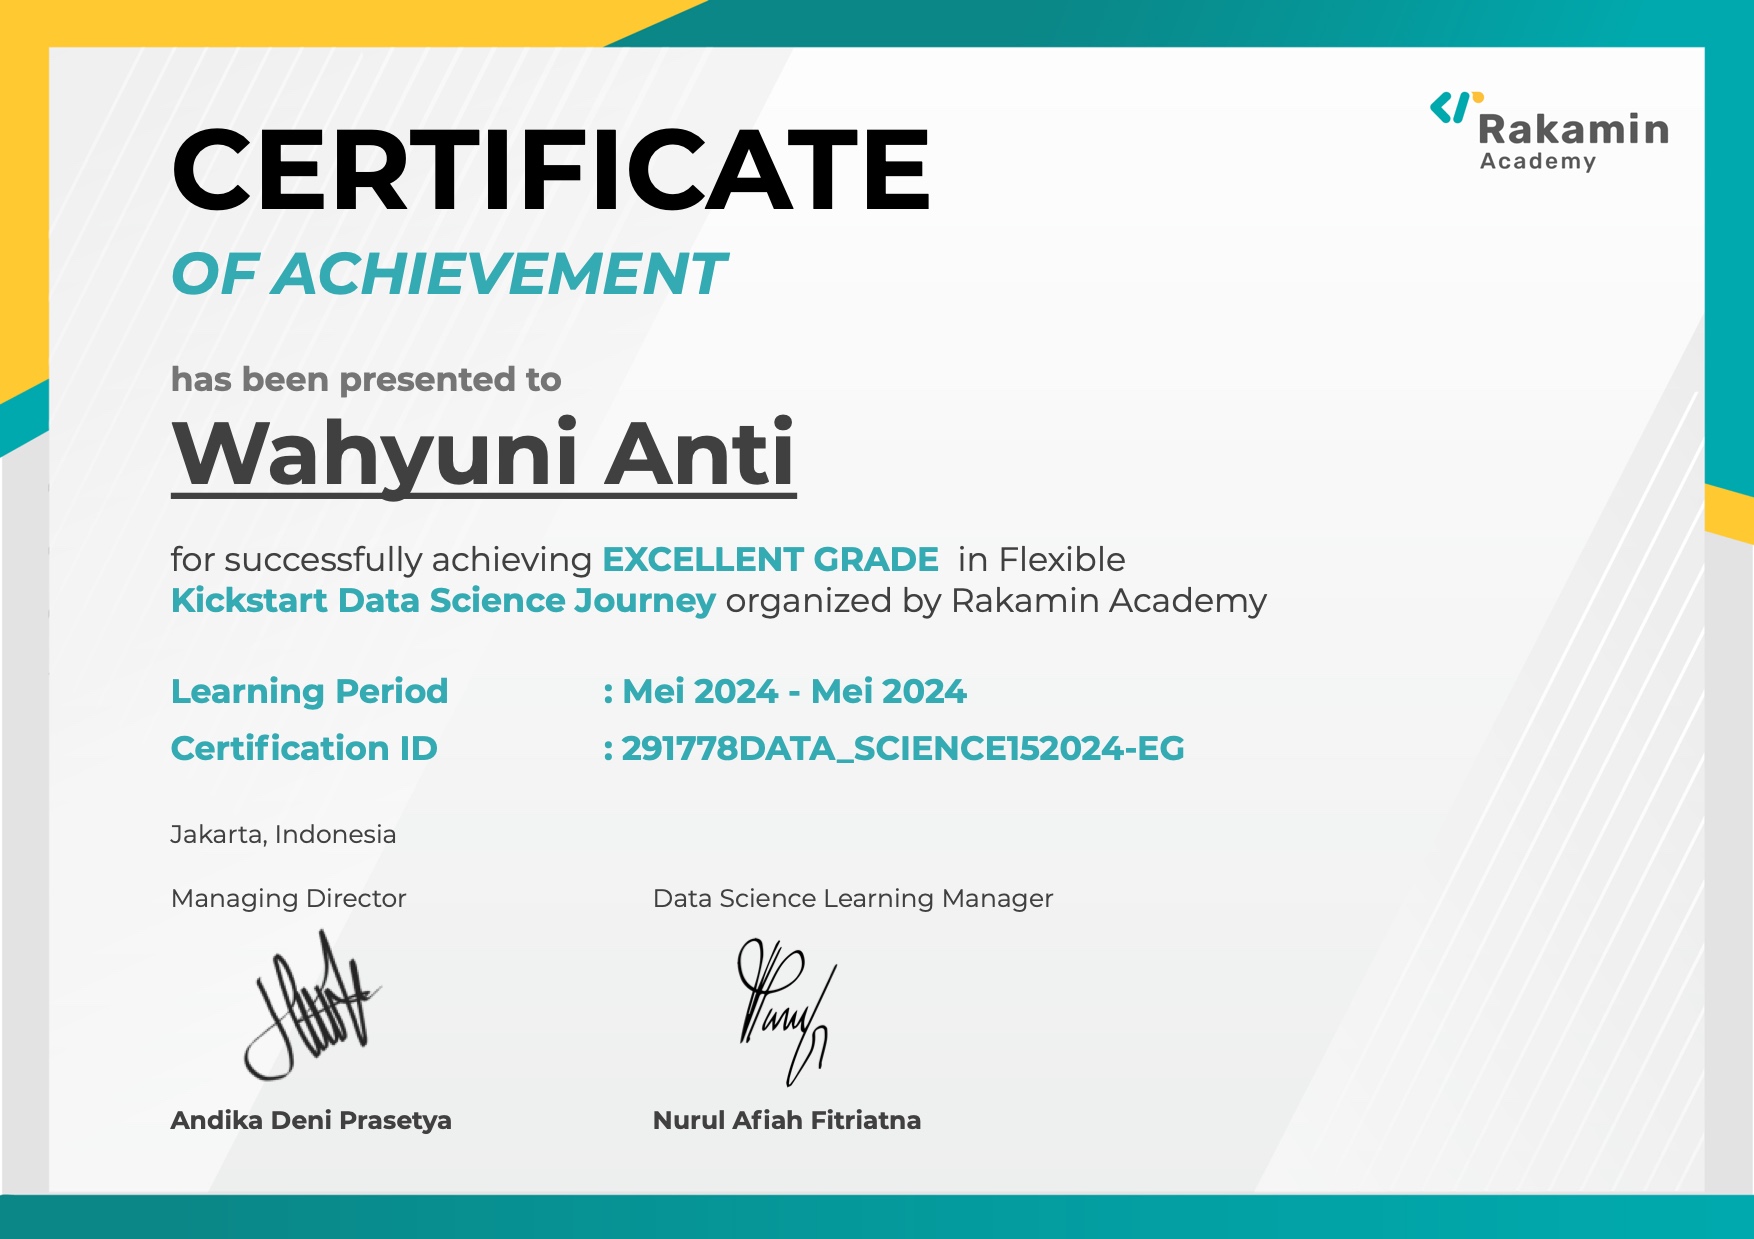 Rakamin
Academy
CERTIFICATE
OF ACHIEVEMENT
has been presented to
Wahyuni Anti
for successfully achieving EXCELLENT GRADE in Flexible
Kickstart Data Science Journey organized by Rakamin Academy
Learning Period : Mei 2024 - Mei 2024
Certification ID : 291778DATA_SCIENCE152024-EG
Jakarta, Indonesia
Managing Director Data Science Learning Manager
Andika Deni Prasetya Nurul Afiah Fitriatna